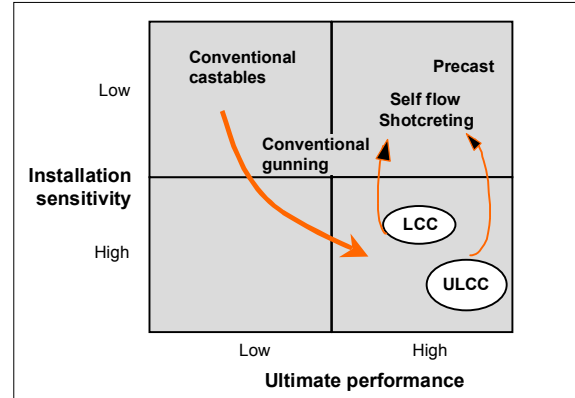 Conventional
castables
Precast
Low
Self flow
Shotcreting
Conventional
gunning
Installation
sensitivity
LCC
High
ULCC
Low
High
Ultimate performance